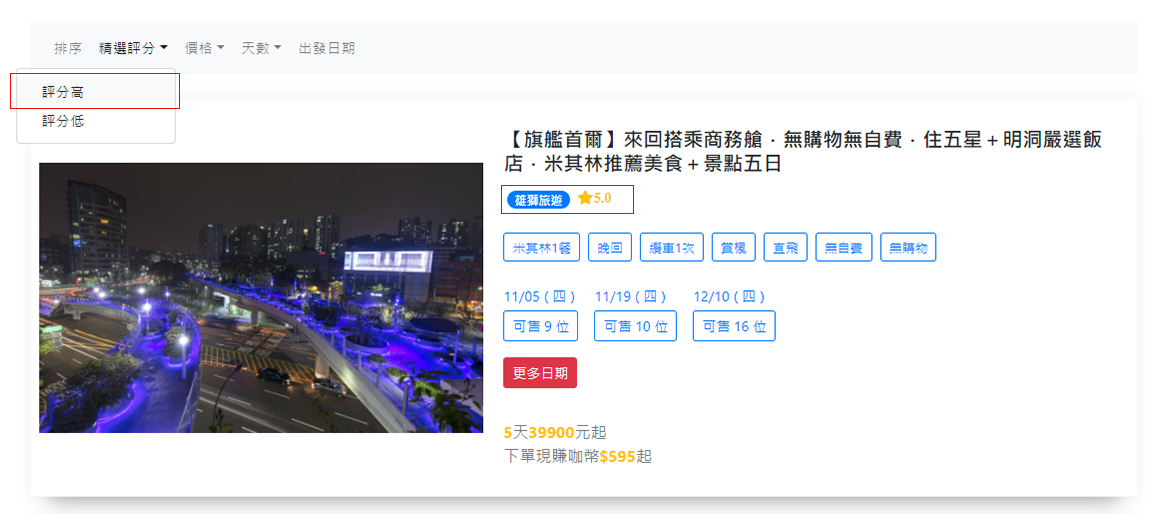 排序 精選評分 價格 天數 出發日期
評分高
評分低
【旗艦首爾】來回搭乘商務艙．無購物無自費．住五星＋明洞嚴選飯
店．米其林推薦美食＋景點五日
雄獅旅遊 5.0
米其林1餐 晚回 纜車1次 賞楓 直飛 無自費 無購物
11/05 ( 四 ) 11/19 ( 四 ) 12/10 ( 四 )
可售 9 位 可售 10 位 可售 16 位
更多日期
5天39900元起
下單現賺咖幣$595起